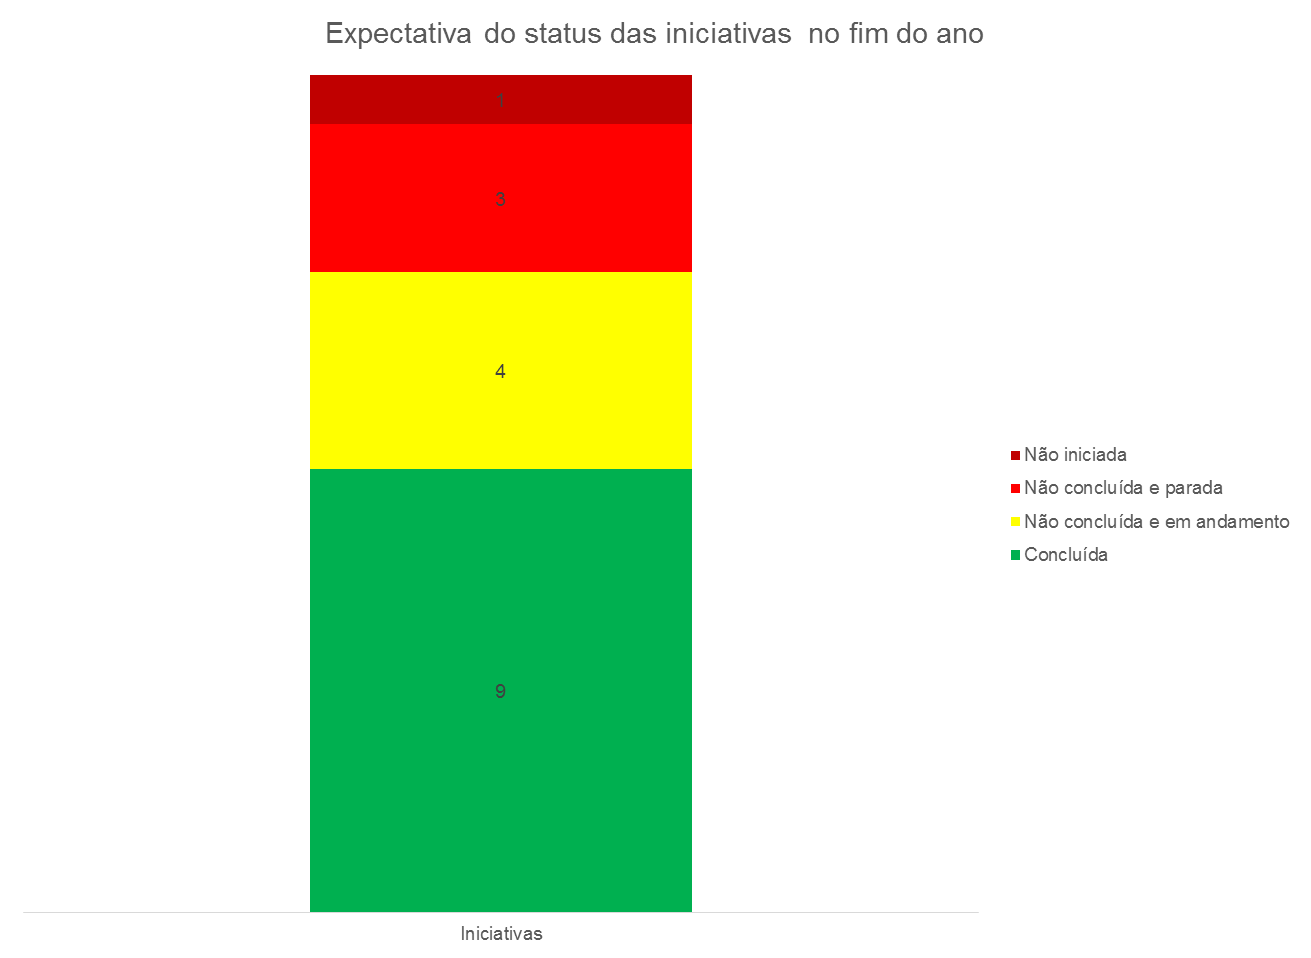 Expectativa do status das iniciativas no fim do ano
1
3
4
9
Não iniciada
Não concluída e parada
Não concluída e em andamento
Concluída
Iniciativas